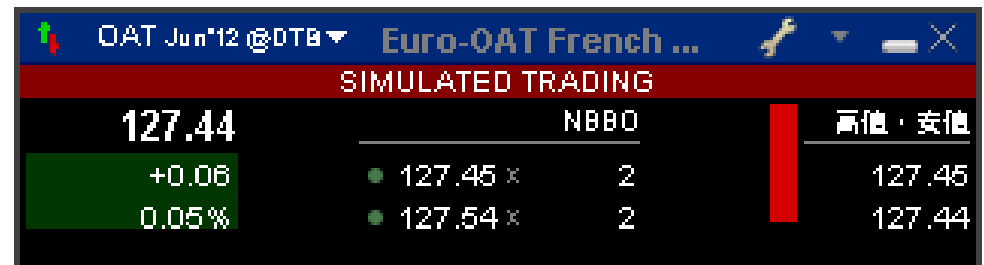 OAT Jun'12 @DTB Euro-OAT French ...
SIMULATED TRADING
127.44 NBBO 高値・安値
+0.06 127.45 x 2 127.45
0.05% 127.54 x 2 127.44